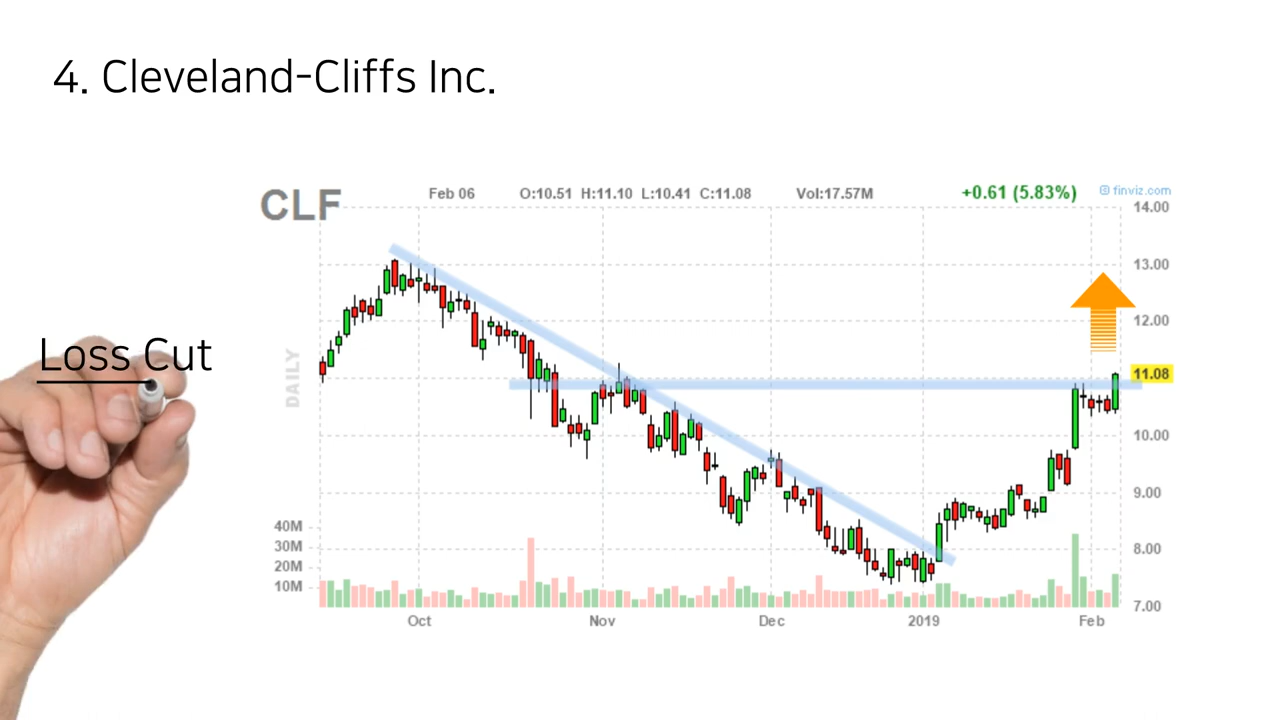 4. Cleveland-Cliffs Inc.
CLF
Feb 06 O:10.51 H:11.10 L:10.41 C:11.08 Vol:17.57M +0.61 (5.83%) © finviz.com
14.00
13.00
12.00
Loss Cut
DAILY
11.08
10.00
9.00
40M
30M
8.00
20M
10M
7.00
Oct Nov Dec 2019 Feb